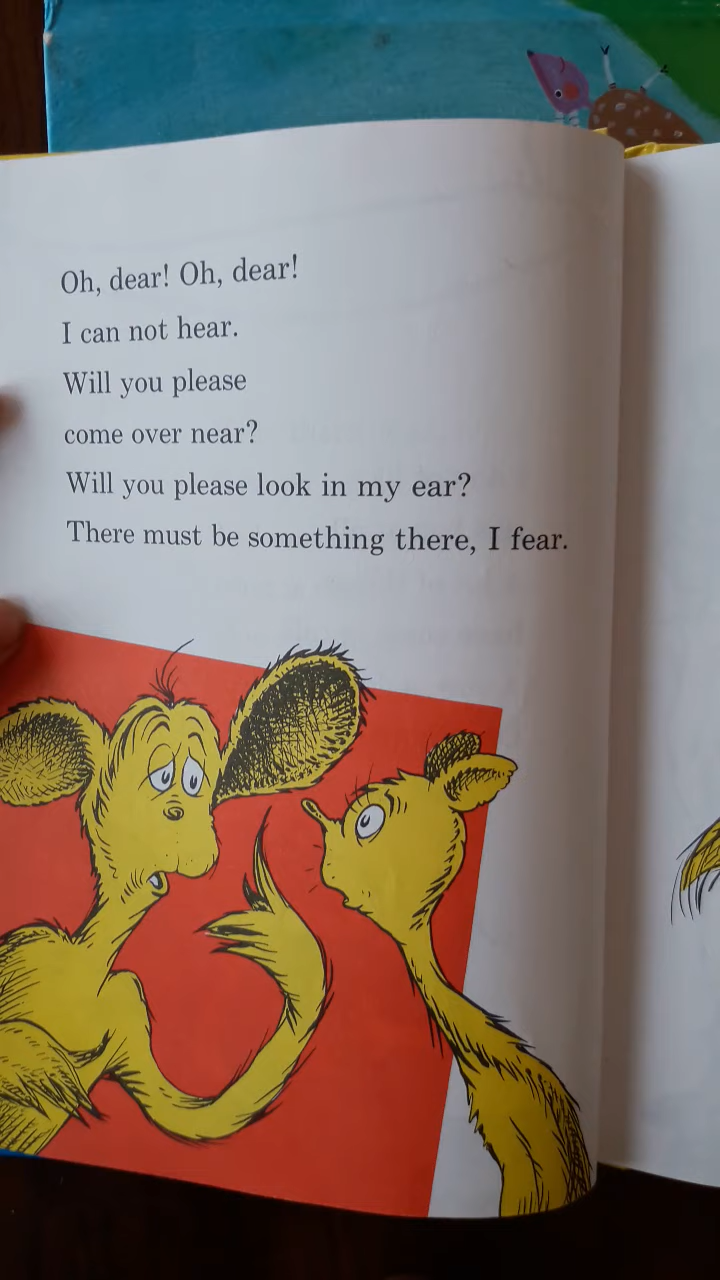 Oh, dear! Oh, dear!
I can not hear.
Will you please
come over near?
Will you please look in my ear?
There must be something there, I fear.